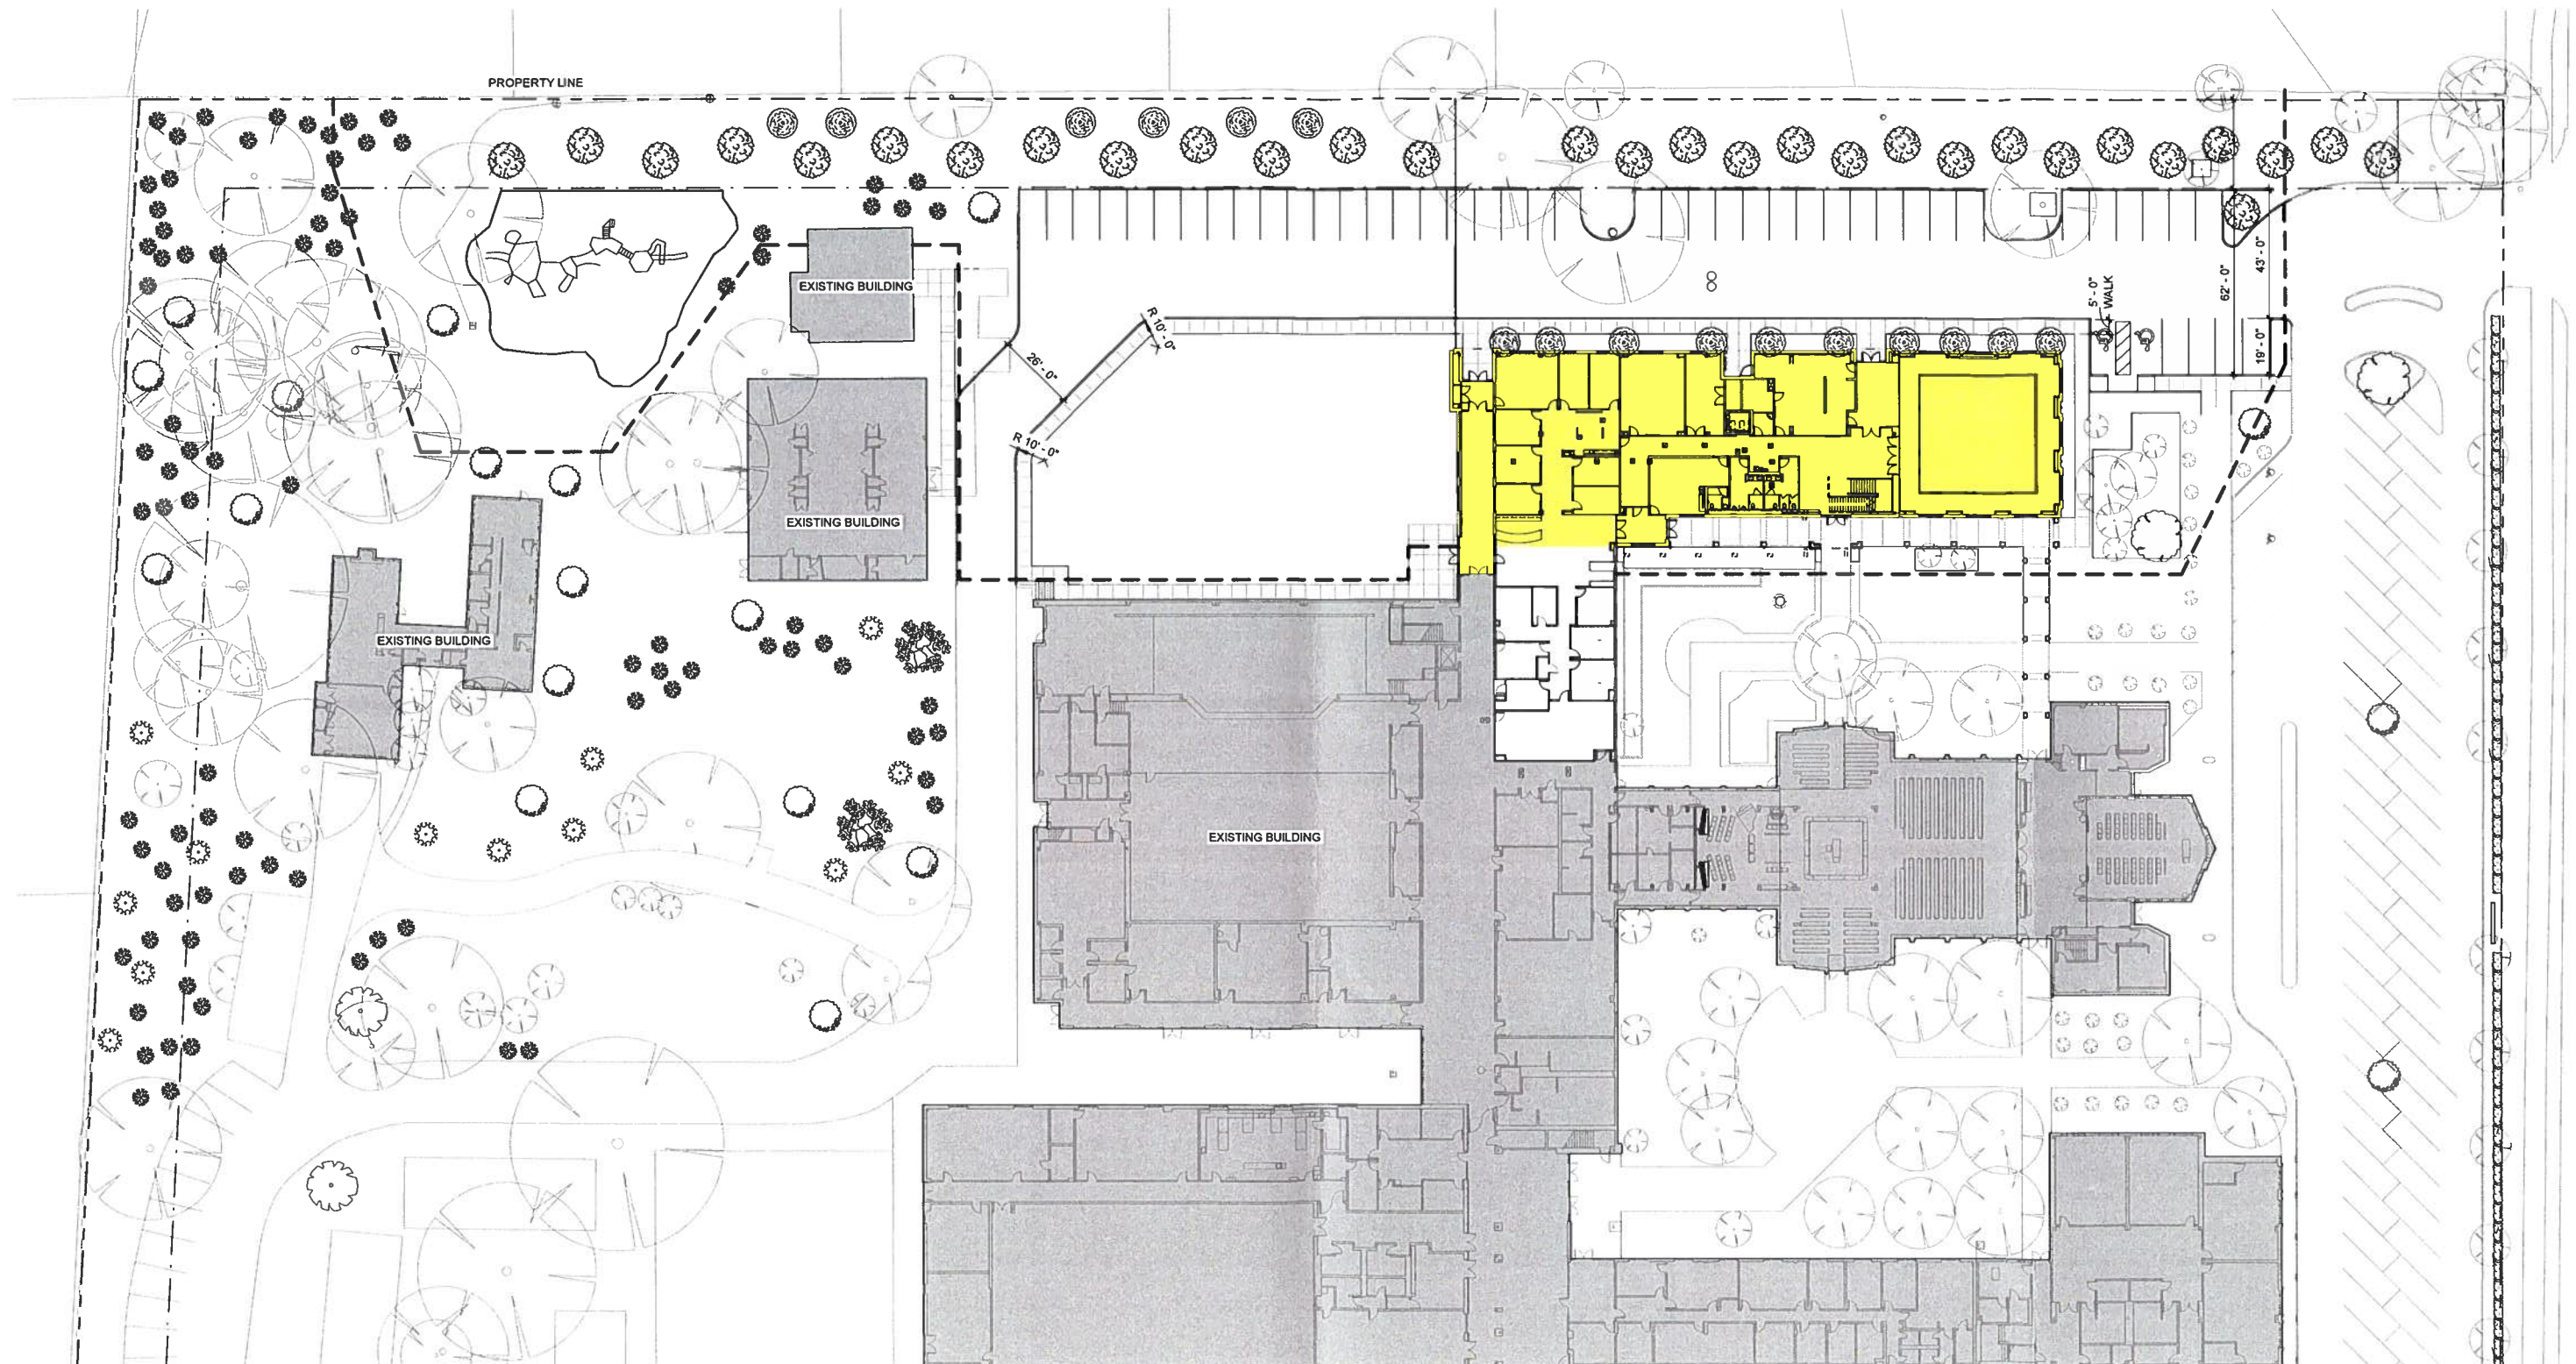 PROPERTY LINE
EXISTING BUILDING
R 10' - 0"
26' - 0"
R 10' - 0"
EXISTING BUILDING
EXISTING BUILDING
EXISTING BUILDING
5' - 0"
WALK
62' - 0"
43' - 0"
19' - 0"